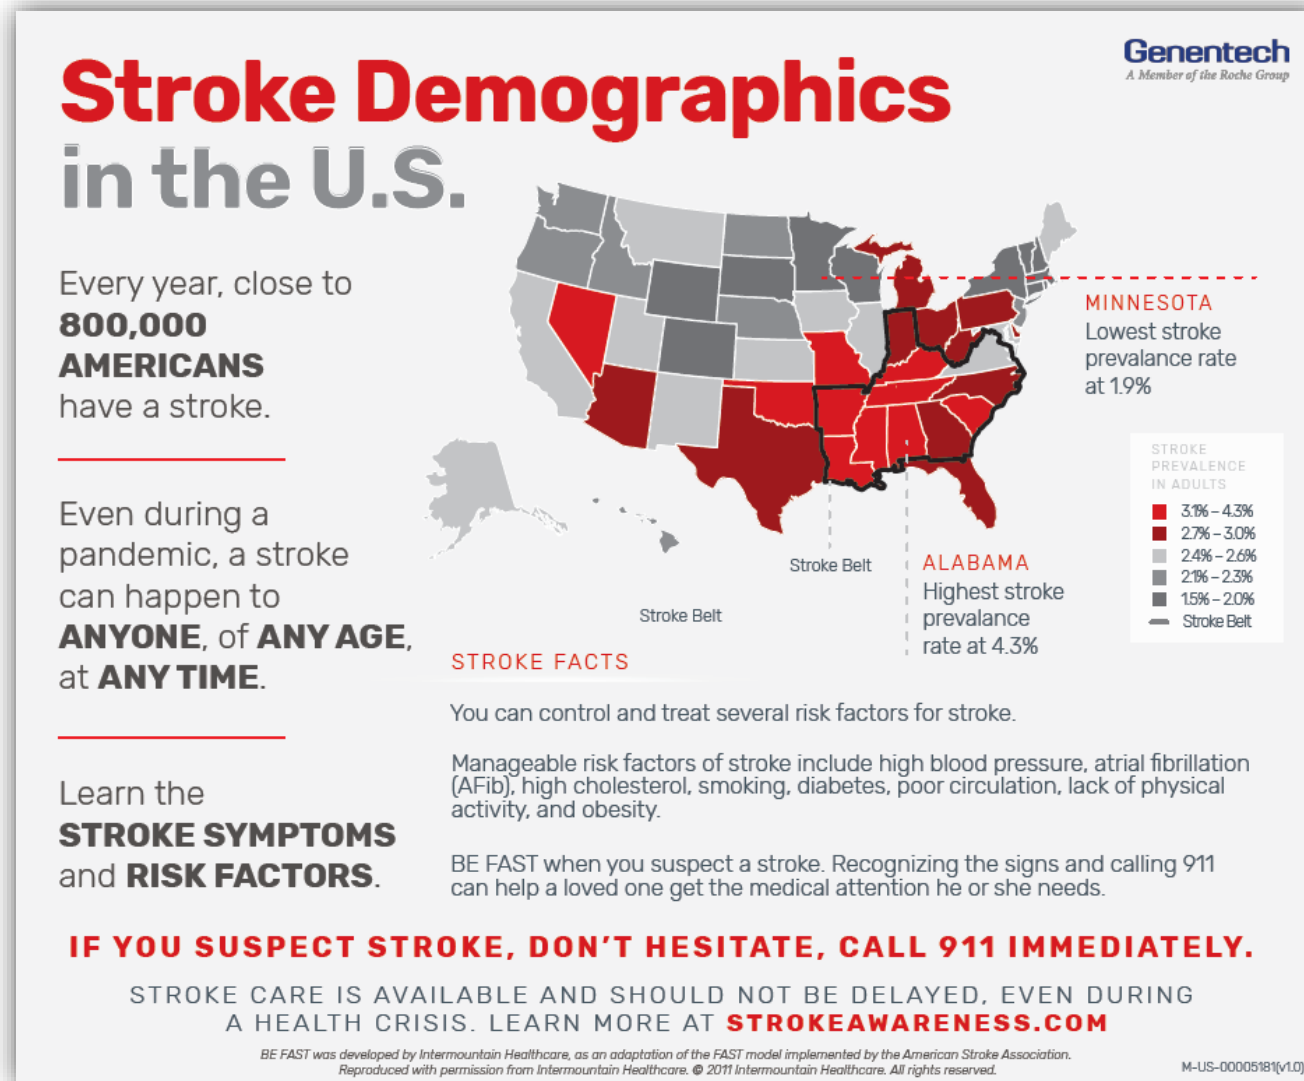 Genentech
A Member of the Roche Group
Stroke Demographics
in the U.S.
Every year, close to
800,000
AMERICANS
have a stroke.
Even during a
pandemic, a stroke
can happen to
ANYONE, of ANY AGE,
at ANY TIME.
Learn the
STROKE SYMPTOMS
and RISK FACTORS.
MINNESOTA
Lowest stroke
prevalance rate
at 1.9%
STROKE
PREVALENCE
IN ADULTS
3.1% – 4.3%
2.7% – 3.0%
2.4% – 2.6%
2.1% – 2.3%
1.5% – 2.0%
Stroke Belt
Stroke Belt
ALABAMA
Highest stroke
prevalance
rate at 4.3%
Stroke Belt
STROKE FACTS
You can control and treat several risk factors for stroke.
Manageable risk factors of stroke include high blood pressure, atrial fibrillation
(AFib), high cholesterol, smoking, diabetes, poor circulation, lack of physical
activity, and obesity.
BE FAST when you suspect a stroke. Recognizing the signs and calling 911
can help a loved one get the medical attention he or she needs.
IF YOU SUSPECT STROKE, DON'T HESITATE, CALL 911 IMMEDIATELY.
STROKE CARE IS AVAILABLE AND SHOULD NOT BE DELAYED, EVEN DURING
A HEALTH CRISIS. LEARN MORE AT STROKEAWARENESS.COM
BE FAST was developed by Intermountain Healthcare, as an adaptation of the FAST model implemented by the American Stroke Association.
Reproduced with permission from Intermountain Healthcare. © 2011 Intermountain Healthcare. All rights reserved.
M-US-00005181(v1.0)